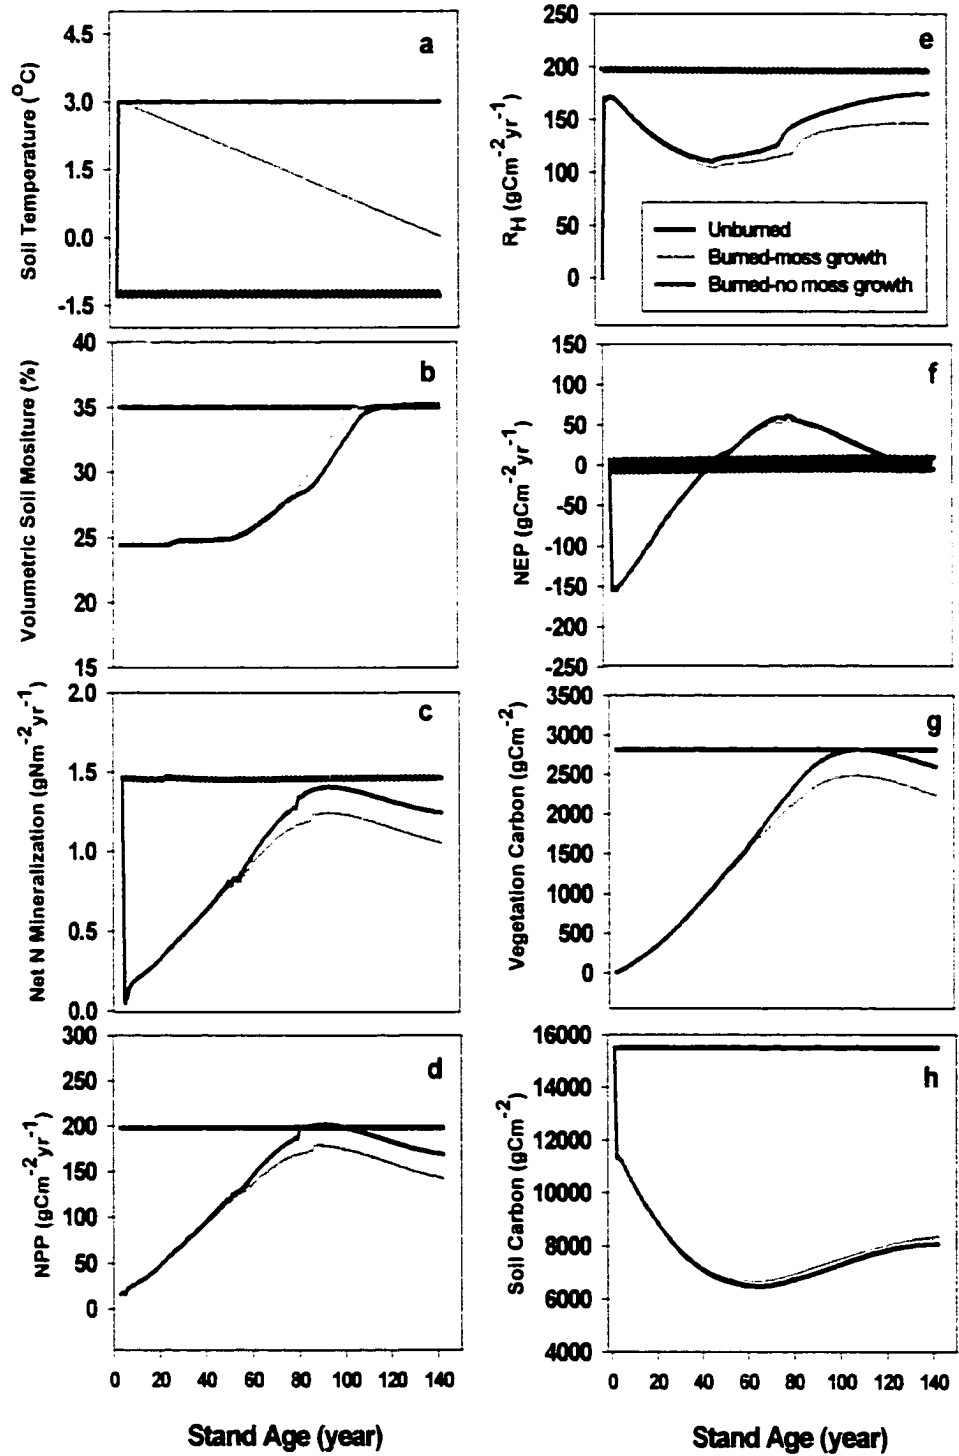 a
Soil Temperature (°C)
4.5
3.0
1.5
0.0
-1.5
b
Volumetric Soil Mositure (%)
40
35
30
25
20
15
c
Net N Mineralization (gNm⁻²yr⁻¹)
2.0
1.5
1.0
0.5
0.0
d
NPP (gCm⁻²yr⁻¹)
300
250
200
150
100
50
0
0 20 40 60 80 100 120 140
Stand Age (year)
e
R_H (gCm⁻²yr⁻¹)
250
200
150
100
50
0
Unburned
Burned-moss growth
Burned-no moss growth
f
NEP (gCm⁻²yr⁻¹)
150
100
50
0
-50
-100
-150
-200
-250
g
Vegetation Carbon (gCm⁻²)
3500
3000
2500
2000
1500
1000
500
0
h
Soil Carbon (gCm⁻²)
16000
14000
12000
10000
8000
6000
4000
0 20 40 60 80 100 120 140
Stand Age (year)